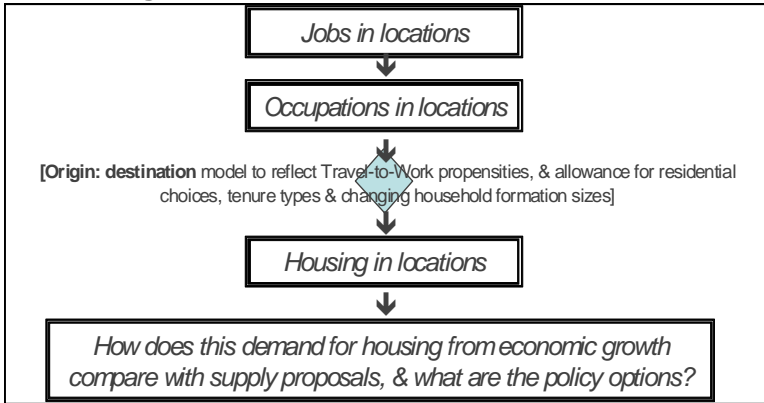 Jobs in locations
Occupations in locations
[Origin: destination model to reflect Travel-to-Work propensities, & allowance for residential
choices, tenure types & changing household formation sizes]
Housing in locations
How does this demand for housing from economic growth
compare with supply proposals, & what are the policy options?